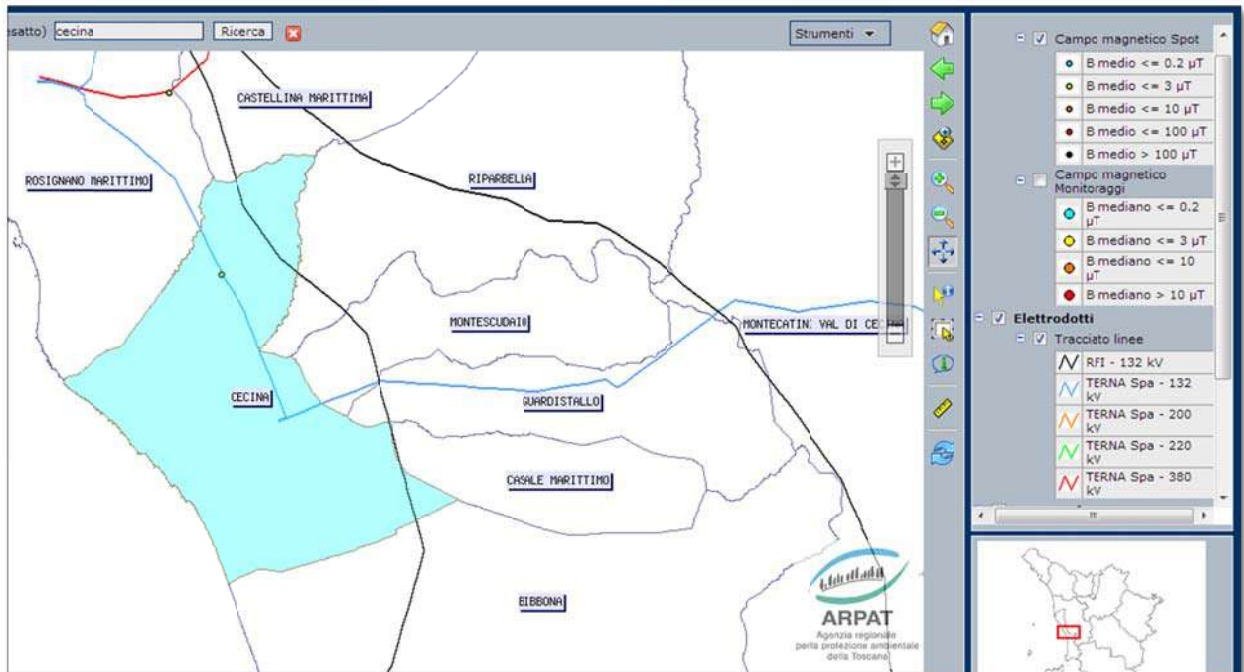 esatto) cecina Ricerca Strumenti
CASTELLINA MARITTIMA
ROSIGNANO MARITTIMO
RIPARBELLA
MONTESCUDAIO
MONTECATINI VAL DI CECINA
CECINA
GUARDISTALLO
CASALE MARITTIMO
BIBBONA
ARPAT
Agenzia regionale
per la protezione ambientale
della Toscana
Campo magnetico Spot
B medio <= 0.2 µT
B medio <= 3 µT
B medio <= 10 µT
B medio <= 100 µT
B medio > 100 µT
Campo magnetico
Monitoraggi
B mediano <= 0.2
µT
B mediano <= 3 µT
B mediano <= 10
µT
B mediano > 10 µT
Elettrodotti
Tracciato linee
RFI - 132 kV
TERNA Spa - 132
kV
TERNA Spa - 200
kV
TERNA Spa - 220
kV
TERNA Spa - 380
kV